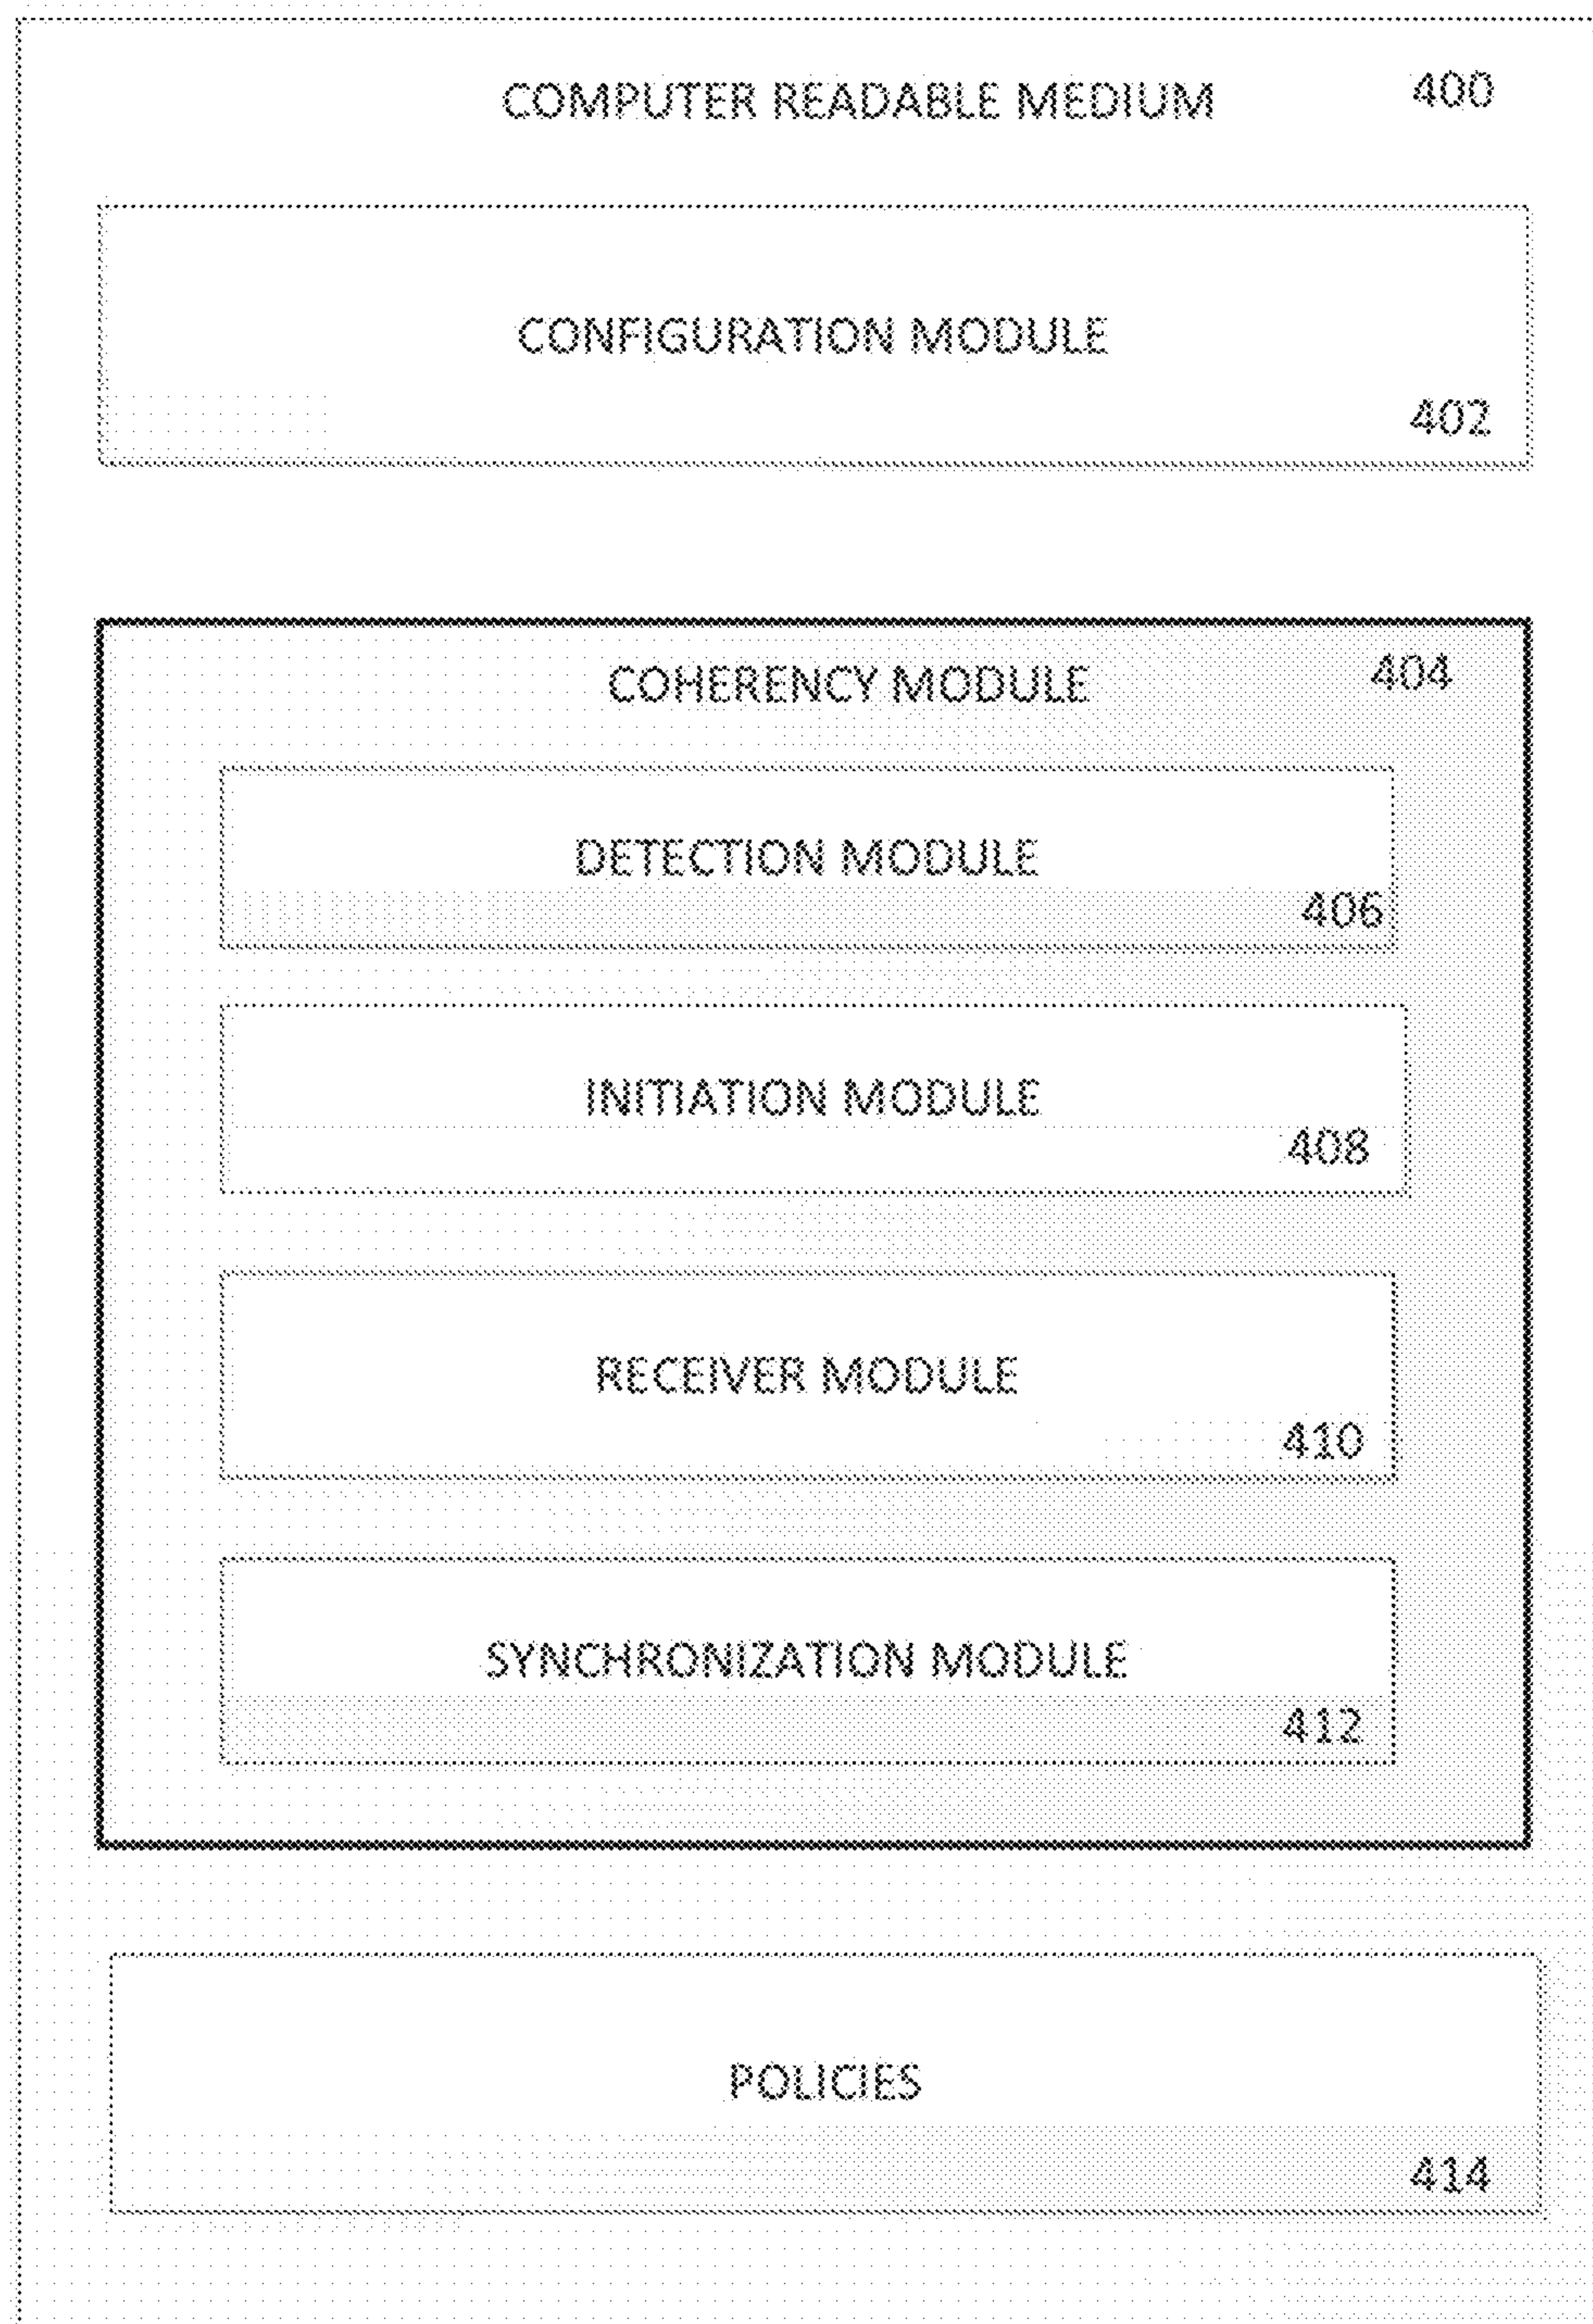 COMPUTER READABLE MEDIUM 400
CONFIGURATION MODULE
402
COHERENCY MODULE 404
DETECTION MODULE
406
INITIATION MODULE
408
RECEIVER MODULE
410
SYNCHRONIZATION MODULE
412
POLICIES
414